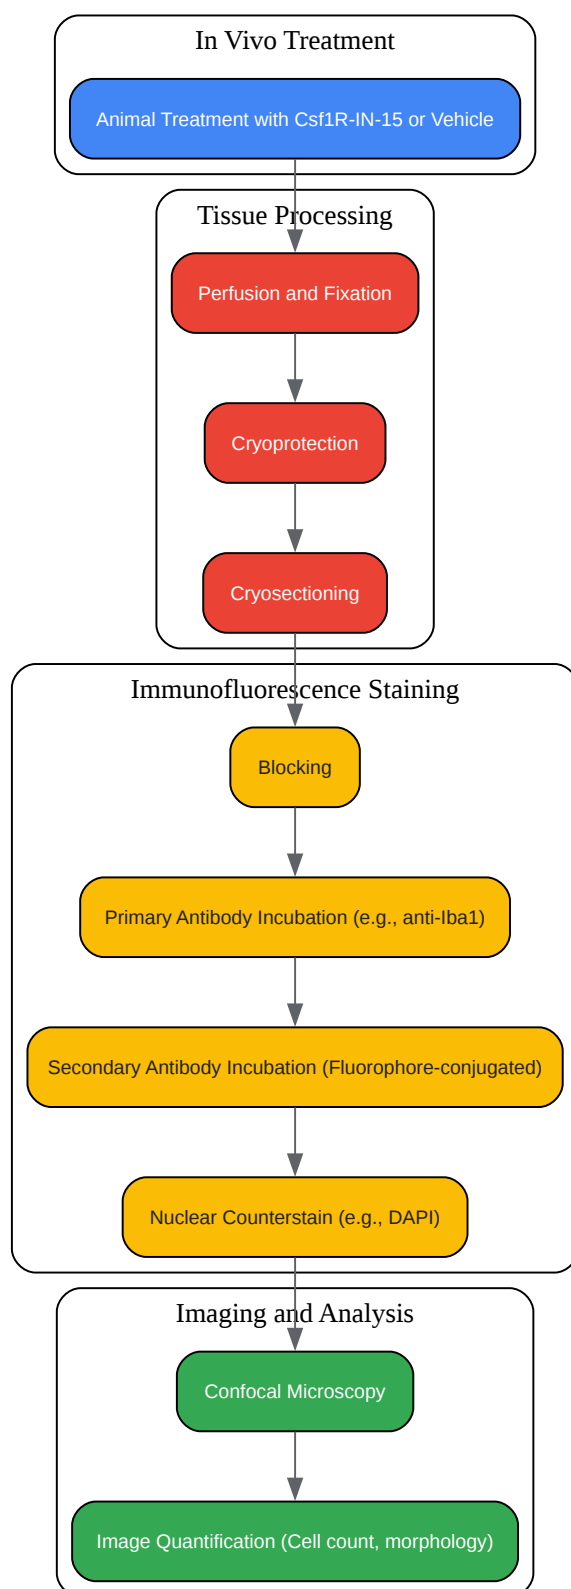 In Vivo Treatment
Animal Treatment with Csf1R-IN-15 or Vehicle
Tissue Processing
Perfusion and Fixation
Cryoprotection
Cryosectioning
Immunofluorescence Staining
Blocking
Primary Antibody Incubation (e.g., anti-Iba1)
Secondary Antibody Incubation (Fluorophore-conjugated)
Nuclear Counterstain (e.g., DAPI)
Imaging and Analysis
Confocal Microscopy
Image Quantification (Cell count, morphology)